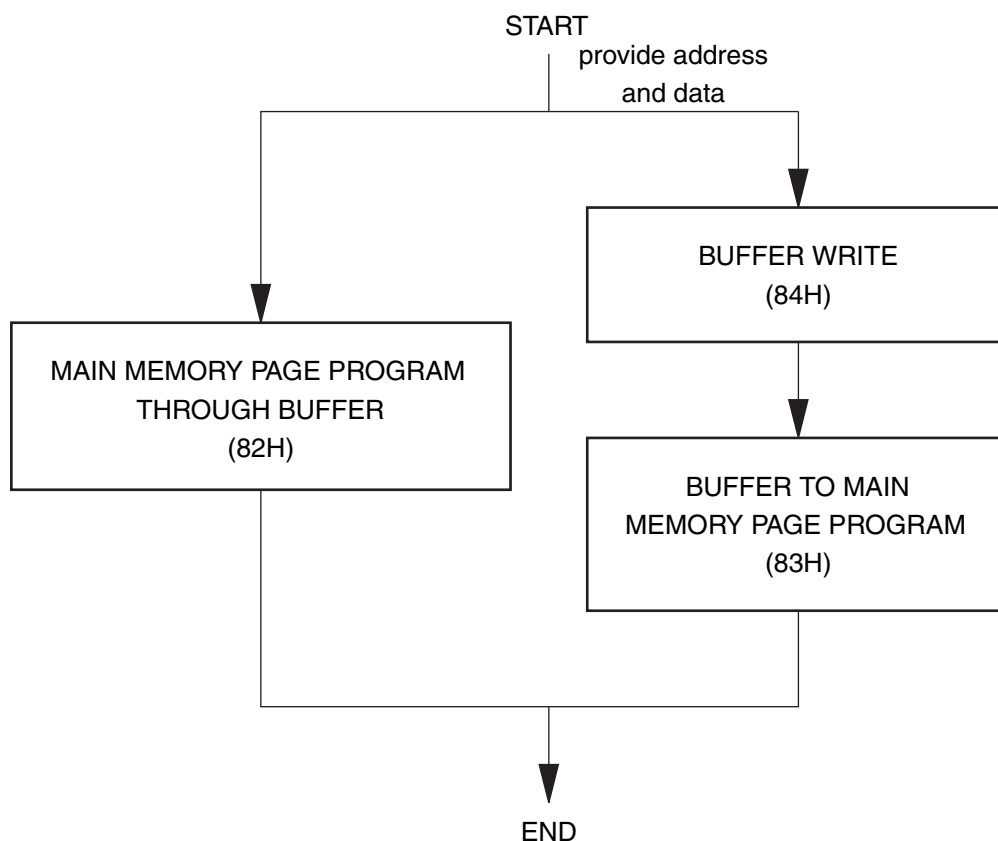 START
provide address
and data
BUFFER WRITE
(84H)
MAIN MEMORY PAGE PROGRAM
THROUGH BUFFER
(82H)
BUFFER TO MAIN
MEMORY PAGE PROGRAM
(83H)
END